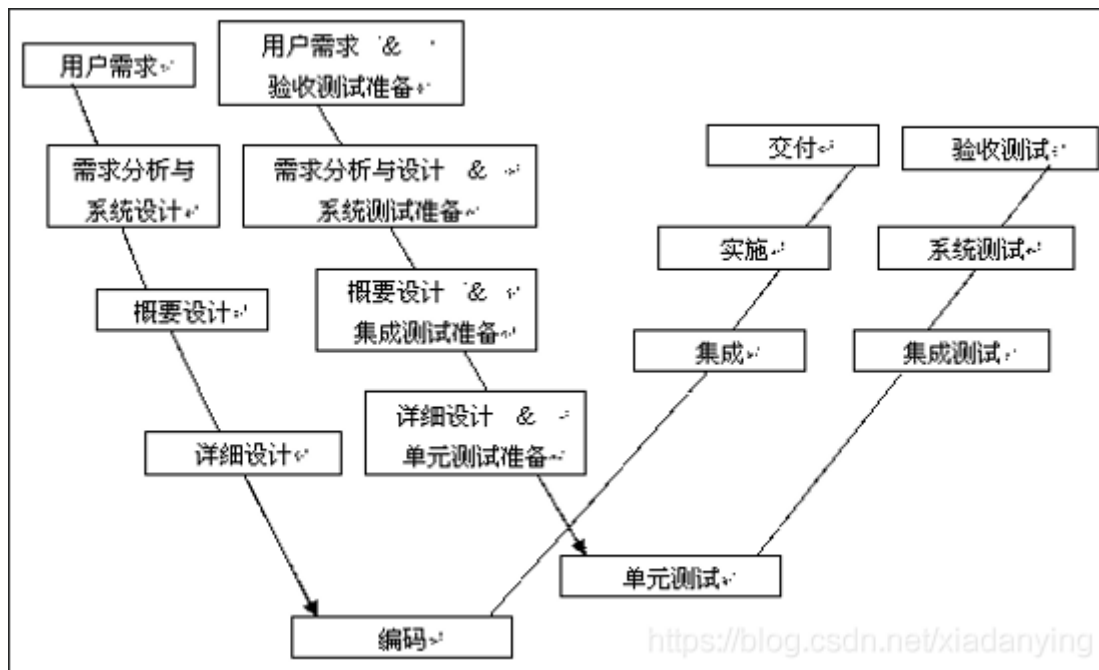 用户需求
用户需求 &
验收测试准备
需求分析与
系统设计
需求分析与设计 &
系统测试准备
交付
验收测试
实施
系统测试
概要设计
概要设计 &
集成测试准备
集成
集成测试
详细设计
详细设计 &
单元测试准备
单元测试
编码
https://blog.csdn.net/xiadanying